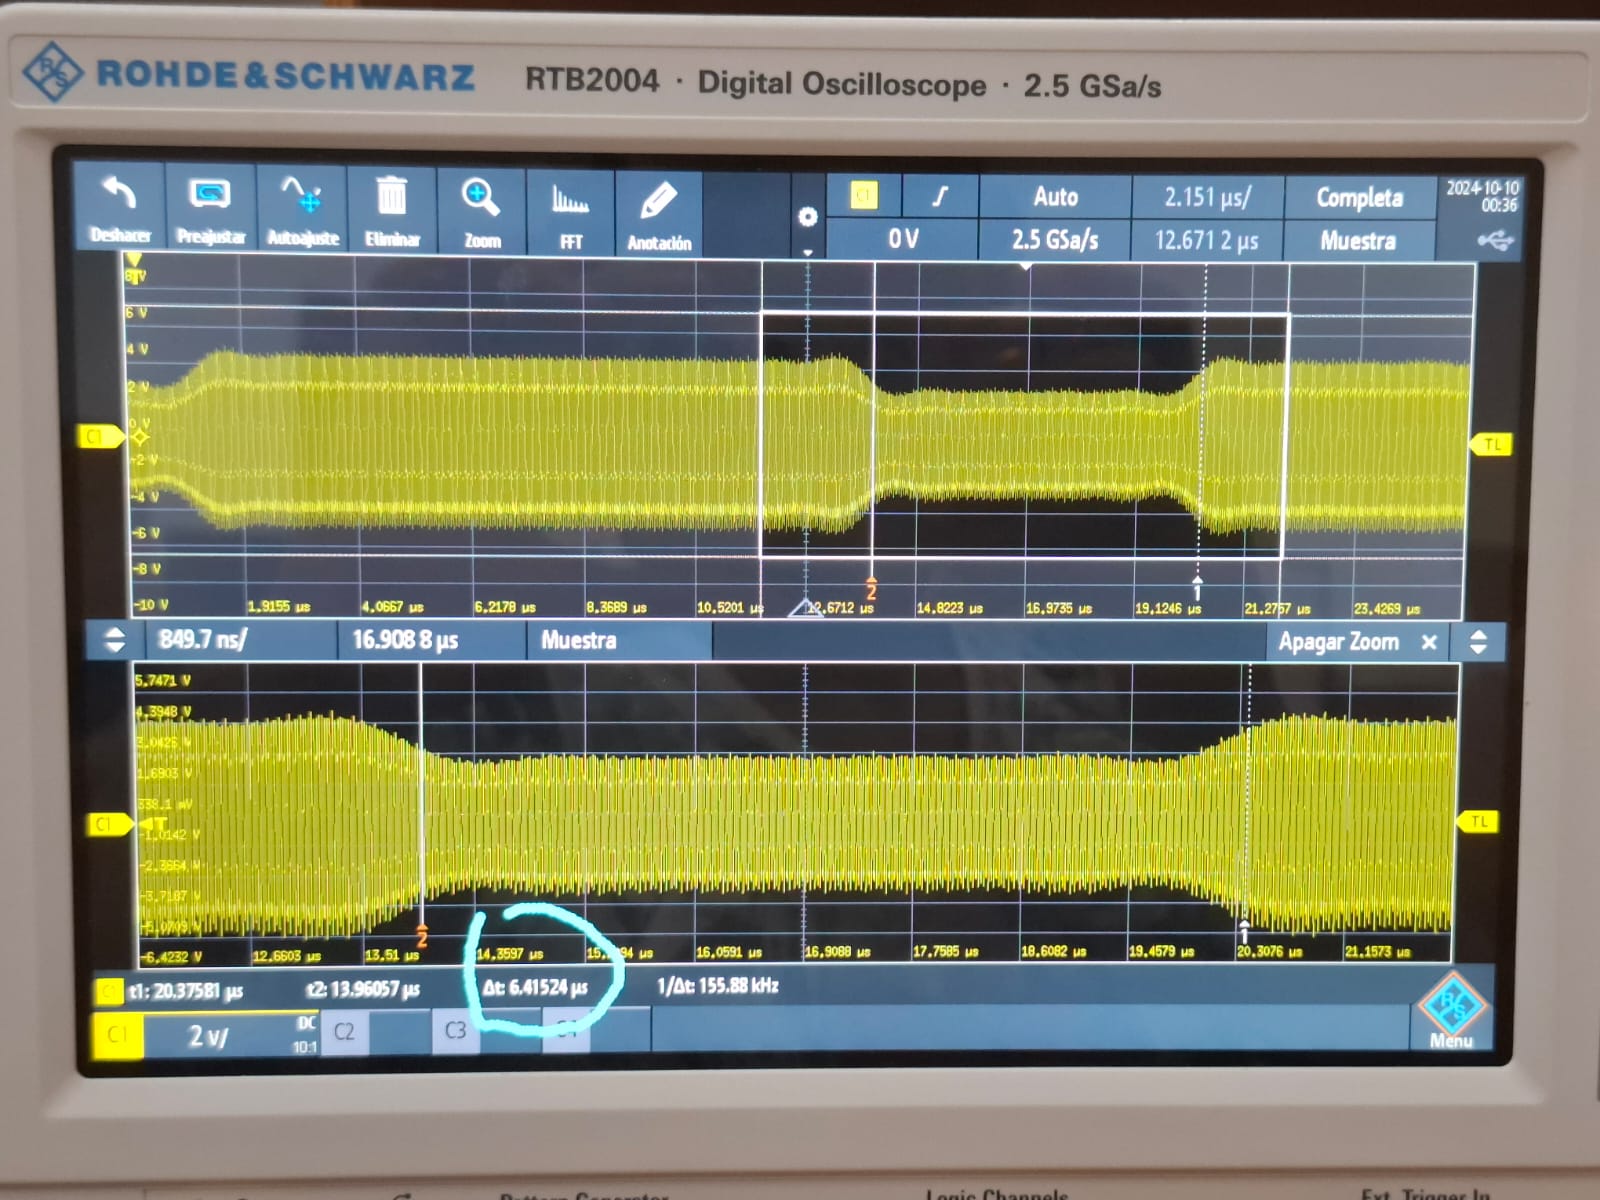 ROHDE&SCHWARZ RTB2004 · Digital Oscilloscope · 2.5 GSa/s
Deshacer Preajustar Autoajuste Eliminar Zoom FFT Anotación
C1 Auto 2.151 µs/ Completa 2024-10-10
00:36
0 V 2.5 GSa/s 12.671 2 µs Muestra
6 V
4 V
2 V
0 V
C1 TL
-2 V
-4 V
-6 V
-8 V
2 1
-10 V 1.9155 µs 4.0667 µs 6.2178 µs 8.3689 µs 10.5201 µs 12.6712 µs 14.8223 µs 16.9735 µs 19.1246 µs 21.2757 µs 23.4269 µs
849.7 ns/ 16.908 8 µs Muestra Apagar Zoom ×
5.7471 V
4.3948 V
3.0426 V
1.6903 V
338.1 mV
C1 T TL
-1.0142 V
-2.3664 V
-3.7187 V
-5.0709 V
2 1
-6.4232 V 12.6603 µs 13.51 µs 14.3597 µs 16.0591 µs 16.9088 µs 17.7585 µs 18.6082 µs 19.4579 µs 20.3076 µs 21.1573 µs
C1 t1: 20.37581 µs t2: 13.96057 µs Δt: 6.41524 µs 1/Δt: 155.88 kHz
C1 2 V/ DC
10:1
C2 C3 Menu
Pattern Generator Logic Channels Ext. Trigger In